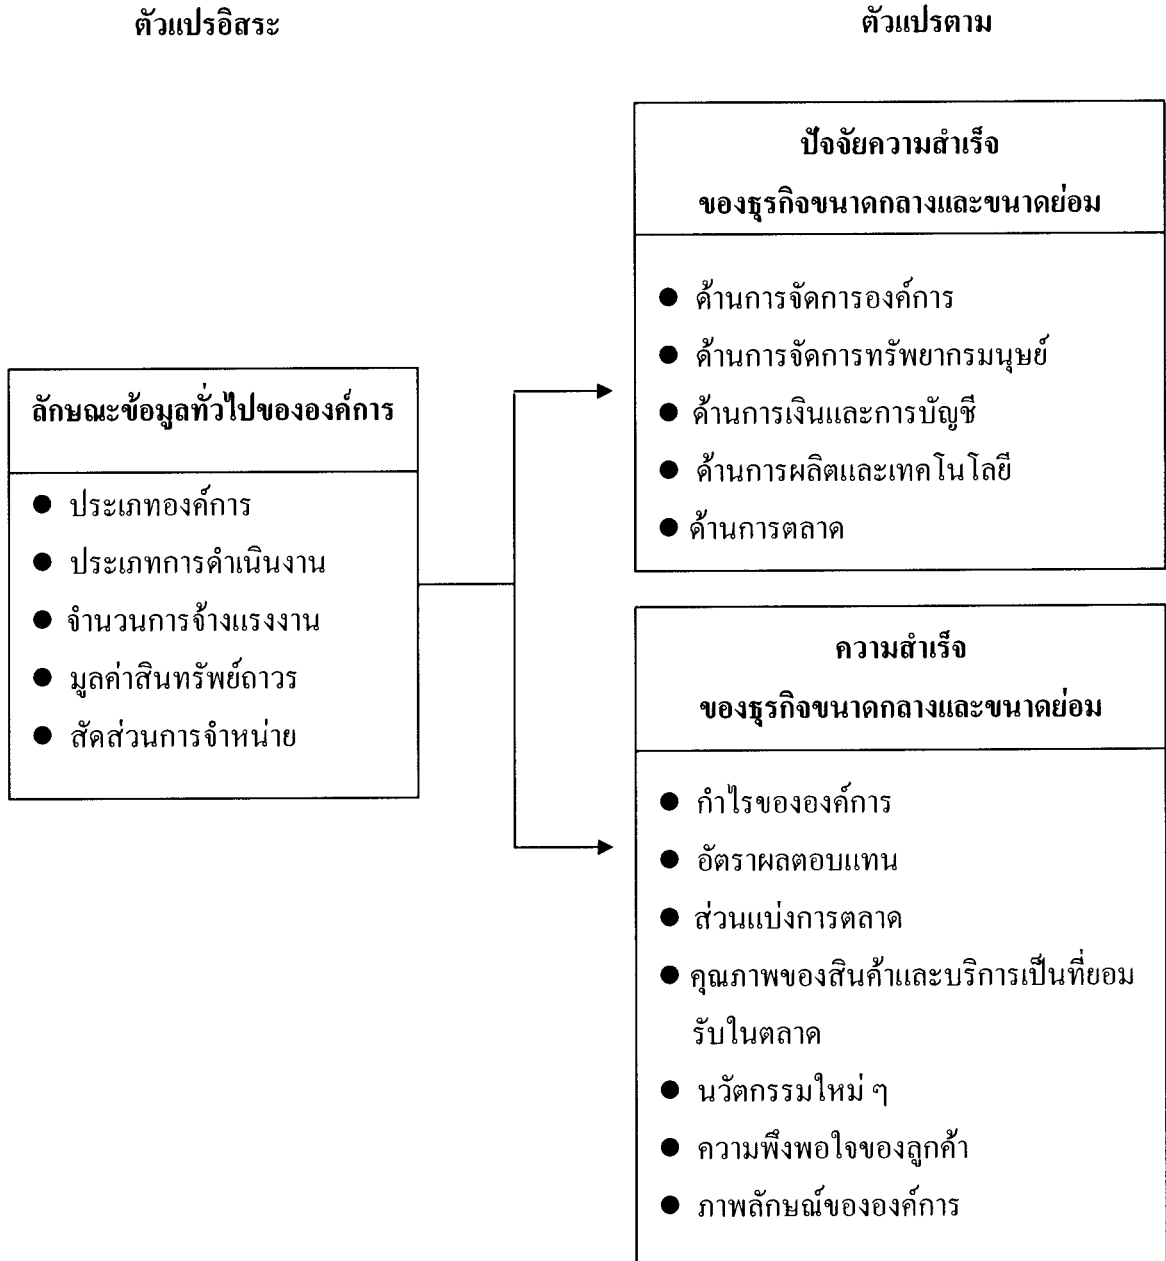 ตัวแปรอิสระ
ตัวแปรตาม
ลักษณะข้อมูลทั่วไปขององค์การ
● ประเภทองค์การ
● ประเภทการดำเนินงาน
● จำนวนการจ้างแรงงาน
● มูลค่าสินทรัพย์ถาวร
● สัดส่วนการจำหน่าย
ปัจจัยความสำเร็จ
ของธุรกิจขนาดกลางและขนาดย่อม
● ด้านการจัดการองค์การ
● ด้านการจัดการทรัพยากรมนุษย์
● ด้านการเงินและการบัญชี
● ด้านการผลิตและเทคโนโลยี
● ด้านการตลาด
ความสำเร็จ
ของธุรกิจขนาดกลางและขนาดย่อม
● กำไรขององค์การ
● อัตราผลตอบแทน
● ส่วนแบ่งการตลาด
● คุณภาพของสินค้าและบริการเป็นที่ยอม
รับในตลาด
● นวัตกรรมใหม่ ๆ
● ความพึงพอใจของลูกค้า
● ภาพลักษณ์ขององค์การ